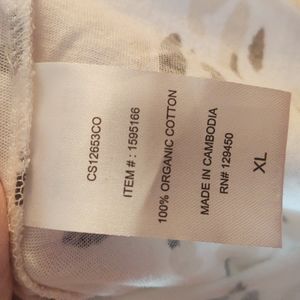 CS12653CO
ITEM # : 1595166
100% ORGANIC COTTON
MADE IN CAMBODIA
RN# 129450
XL